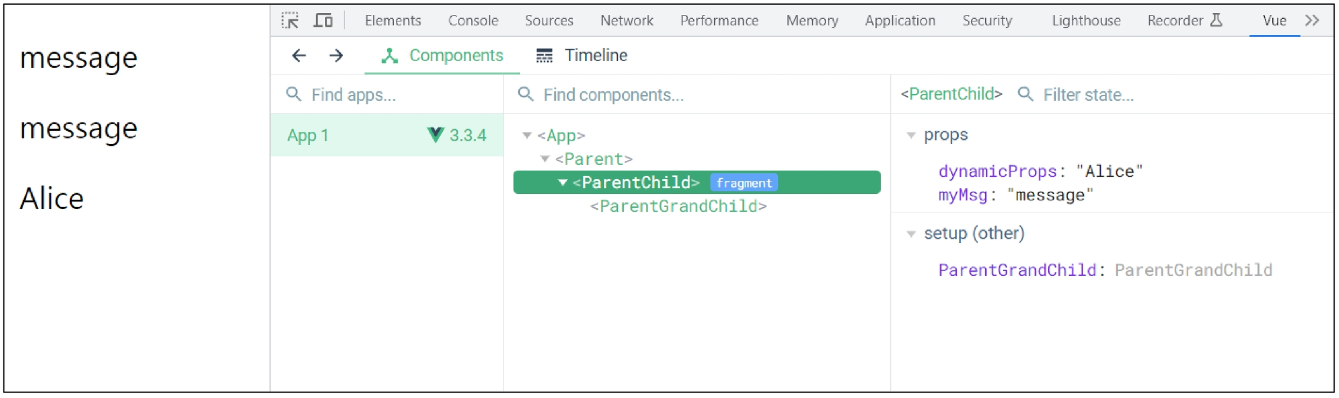 message
message
Alice
Elements Console Sources Network Performance Memory Application Security Lighthouse Recorder Vue
Components Timeline
Find apps...
App 1 3.3.4
Find components...
<App>
<Parent>
<ParentChild> fragment
<ParentGrandChild>
<ParentChild> Filter state...
props
dynamicProps: "Alice"
myMsg: "message"
setup (other)
ParentGrandChild: ParentGrandChild